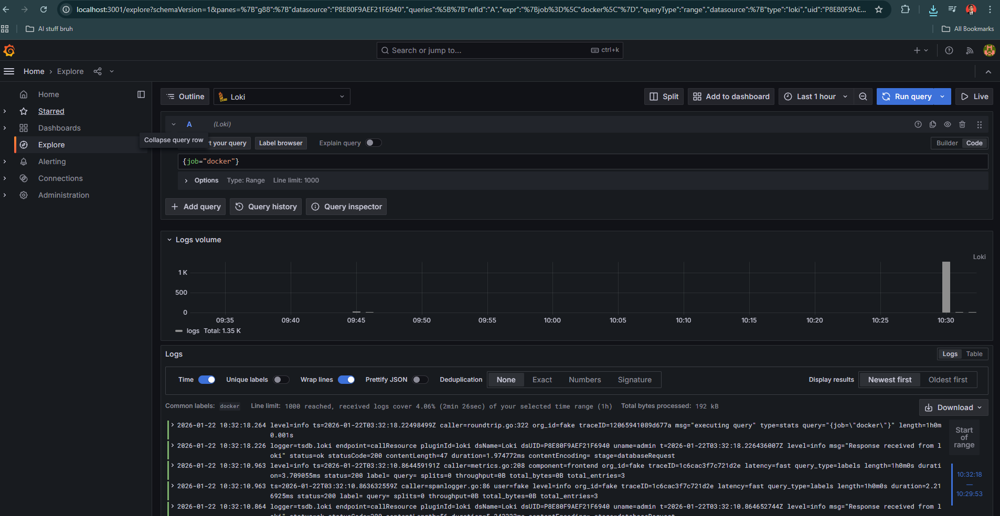 localhost:3001/explore?schemaVersion=1&panes=%7B"g88":%7B"datasource":"P8E80F9AEF21F6940","queries":%5B%7B"refId":"A","expr":"%7Bjob%3D%5C"docker%5C"%7D","queryType":"range","datasource":%7B"type":"loki","uid":"P8E80F9AE...
AI stuff bruh
All Bookmarks
Search or jump to...
ctrl+k
Home › Explore
Home
Starred
Dashboards
Explore
Alerting
Connections
Administration
Outline
Loki
Split
Add to dashboard
Last 1 hour
Run query
Live
A
(Loki)
Collapse query row
t your query
Label browser
Explain query
Builder
Code
{job="docker"}
Options
Type: Range
Line limit: 1000
+ Add query
Query history
Query inspector
Logs volume
Loki
1 K
500
0
09:35 09:40 09:45 09:50 09:55 10:00 10:05 10:10 10:15 10:20 10:25 10:30
logs Total: 1.35 K
Logs
Logs
Table
Time
Unique labels
Wrap lines
Prettify JSON
Deduplication
None
Exact
Numbers
Signature
Display results
Newest first
Oldest first
Common labels: docker Line limit: 1000 reached, received logs cover 4.06% (2min 26sec) of your selected time range (1h) Total bytes processed: 192 kB
Download
2026-01-22 10:32:18.264 level=info ts=2026-01-22T03:32:18.22498499Z caller=roundtrip.go:322 org_id=fake traceID=12065941089d677a msg="executing query" type=stats query="{job=\"docker\"}" length=1h0m
0.001s
2026-01-22 10:32:18.226 logger=tsdb.loki endpoint=callResource pluginId=loki dsName=Loki dsUID=P8E80F9AEF21F6940 uname=admin t=2026-01-22T03:32:18.226436007Z level=info msg="Response received from l
oki" status=ok statusCode=200 contentLength=47 duration=1.974772ms contentEncoding= stage=databaseRequest
2026-01-22 10:32:10.963 level=info ts=2026-01-22T03:32:10.864459191Z caller=metrics.go:208 component=frontend org_id=fake traceID=1c6cac3f7c721d2e latency=fast query_type=labels length=1h0m0s durati
on=3.709055ms status=200 label= query= splits=0 throughput=0B total_bytes=0B total_entries=3
2026-01-22 10:32:10.963 ts=2026-01-22T03:32:10.863632559Z caller=spanlogger.go:86 user=fake level=info org_id=fake traceID=1c6cac3f7c721d2e latency=fast query_type=labels length=1h0m0s duration=2.21
6925ms status=200 label= query= splits=0 throughput=0B total_bytes=0B total_entries=3
2026-01-22 10:32:10.864 logger=tsdb.loki endpoint=callResource pluginId=loki dsName=Loki dsUID=P8E80F9AEF21F6940 uname=admin t=2026-01-22T03:32:10.864652744Z level=info msg="Response received from l
Start
of
range
10:32:18
—
10:29:53